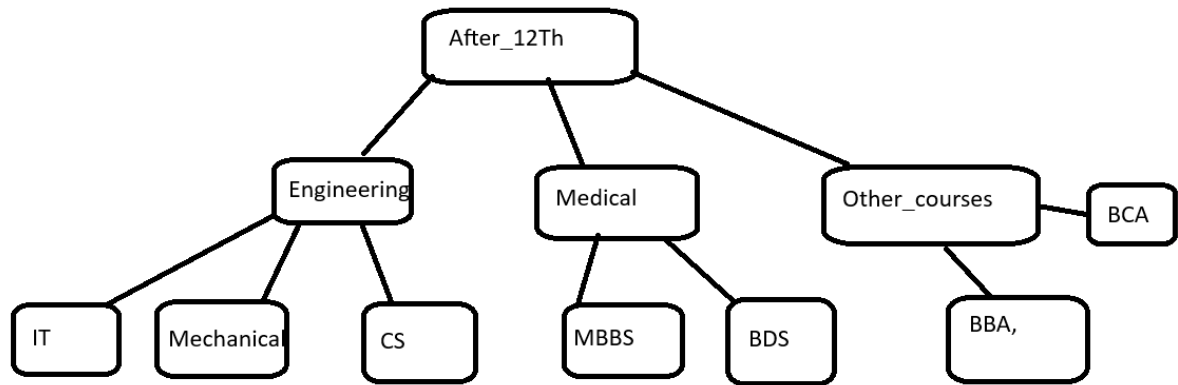 After_12Th
Engineering
Medical
Other_courses
BCA
IT
Mechanical
CS
MBBS
BDS
BBA,